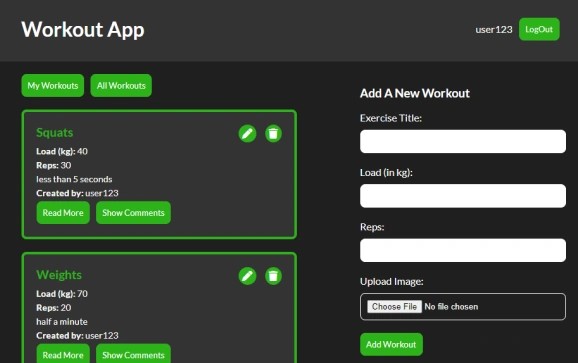 Workout App
user123 LogOut
My Workouts All Workouts
Squats
Load (kg): 40
Reps: 30
less than 5 seconds
Created by: user123
Read More Show Comments
Weights
Load (kg): 70
Reps: 20
half a minute
Created by: user123
Read More Show Comments
Add A New Workout
Exercise Title:
Load (in kg):
Reps:
Upload Image:
Choose File No file chosen
Add Workout